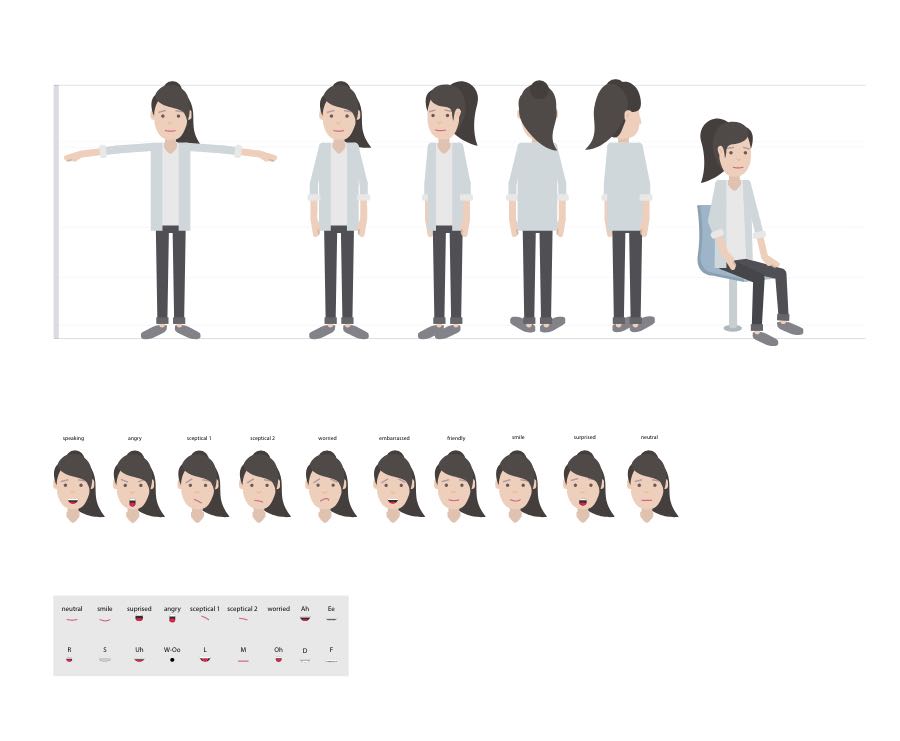 speaking angry sceptical 1 sceptical 2 worried embarrassed friendly smile surprised neutral
neutral smile suprised angry sceptical 1 sceptical 2 worried Ah Ee
R S Uh W-Oo L M Oh D F